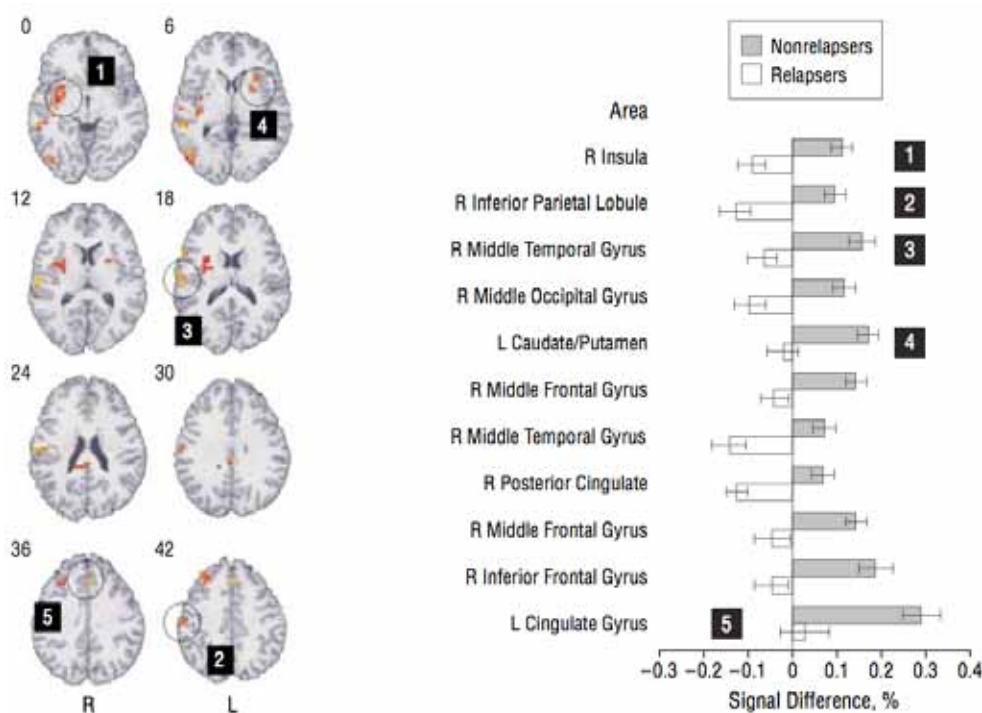 0
6
1
4
12
18
3
24
30
36
42
5
2
R
L
Nonrelapsers
Relapsers
Area
R Insula
1
R Inferior Parietal Lobule
2
R Middle Temporal Gyrus
3
R Middle Occipital Gyrus
L Caudate/Putamen
4
R Middle Frontal Gyrus
R Middle Temporal Gyrus
R Posterior Cingulate
R Middle Frontal Gyrus
R Inferior Frontal Gyrus
L Cingulate Gyrus
5
−0.3 −0.2 −0.1 0 0.1 0.2 0.3 0.4
Signal Difference, %